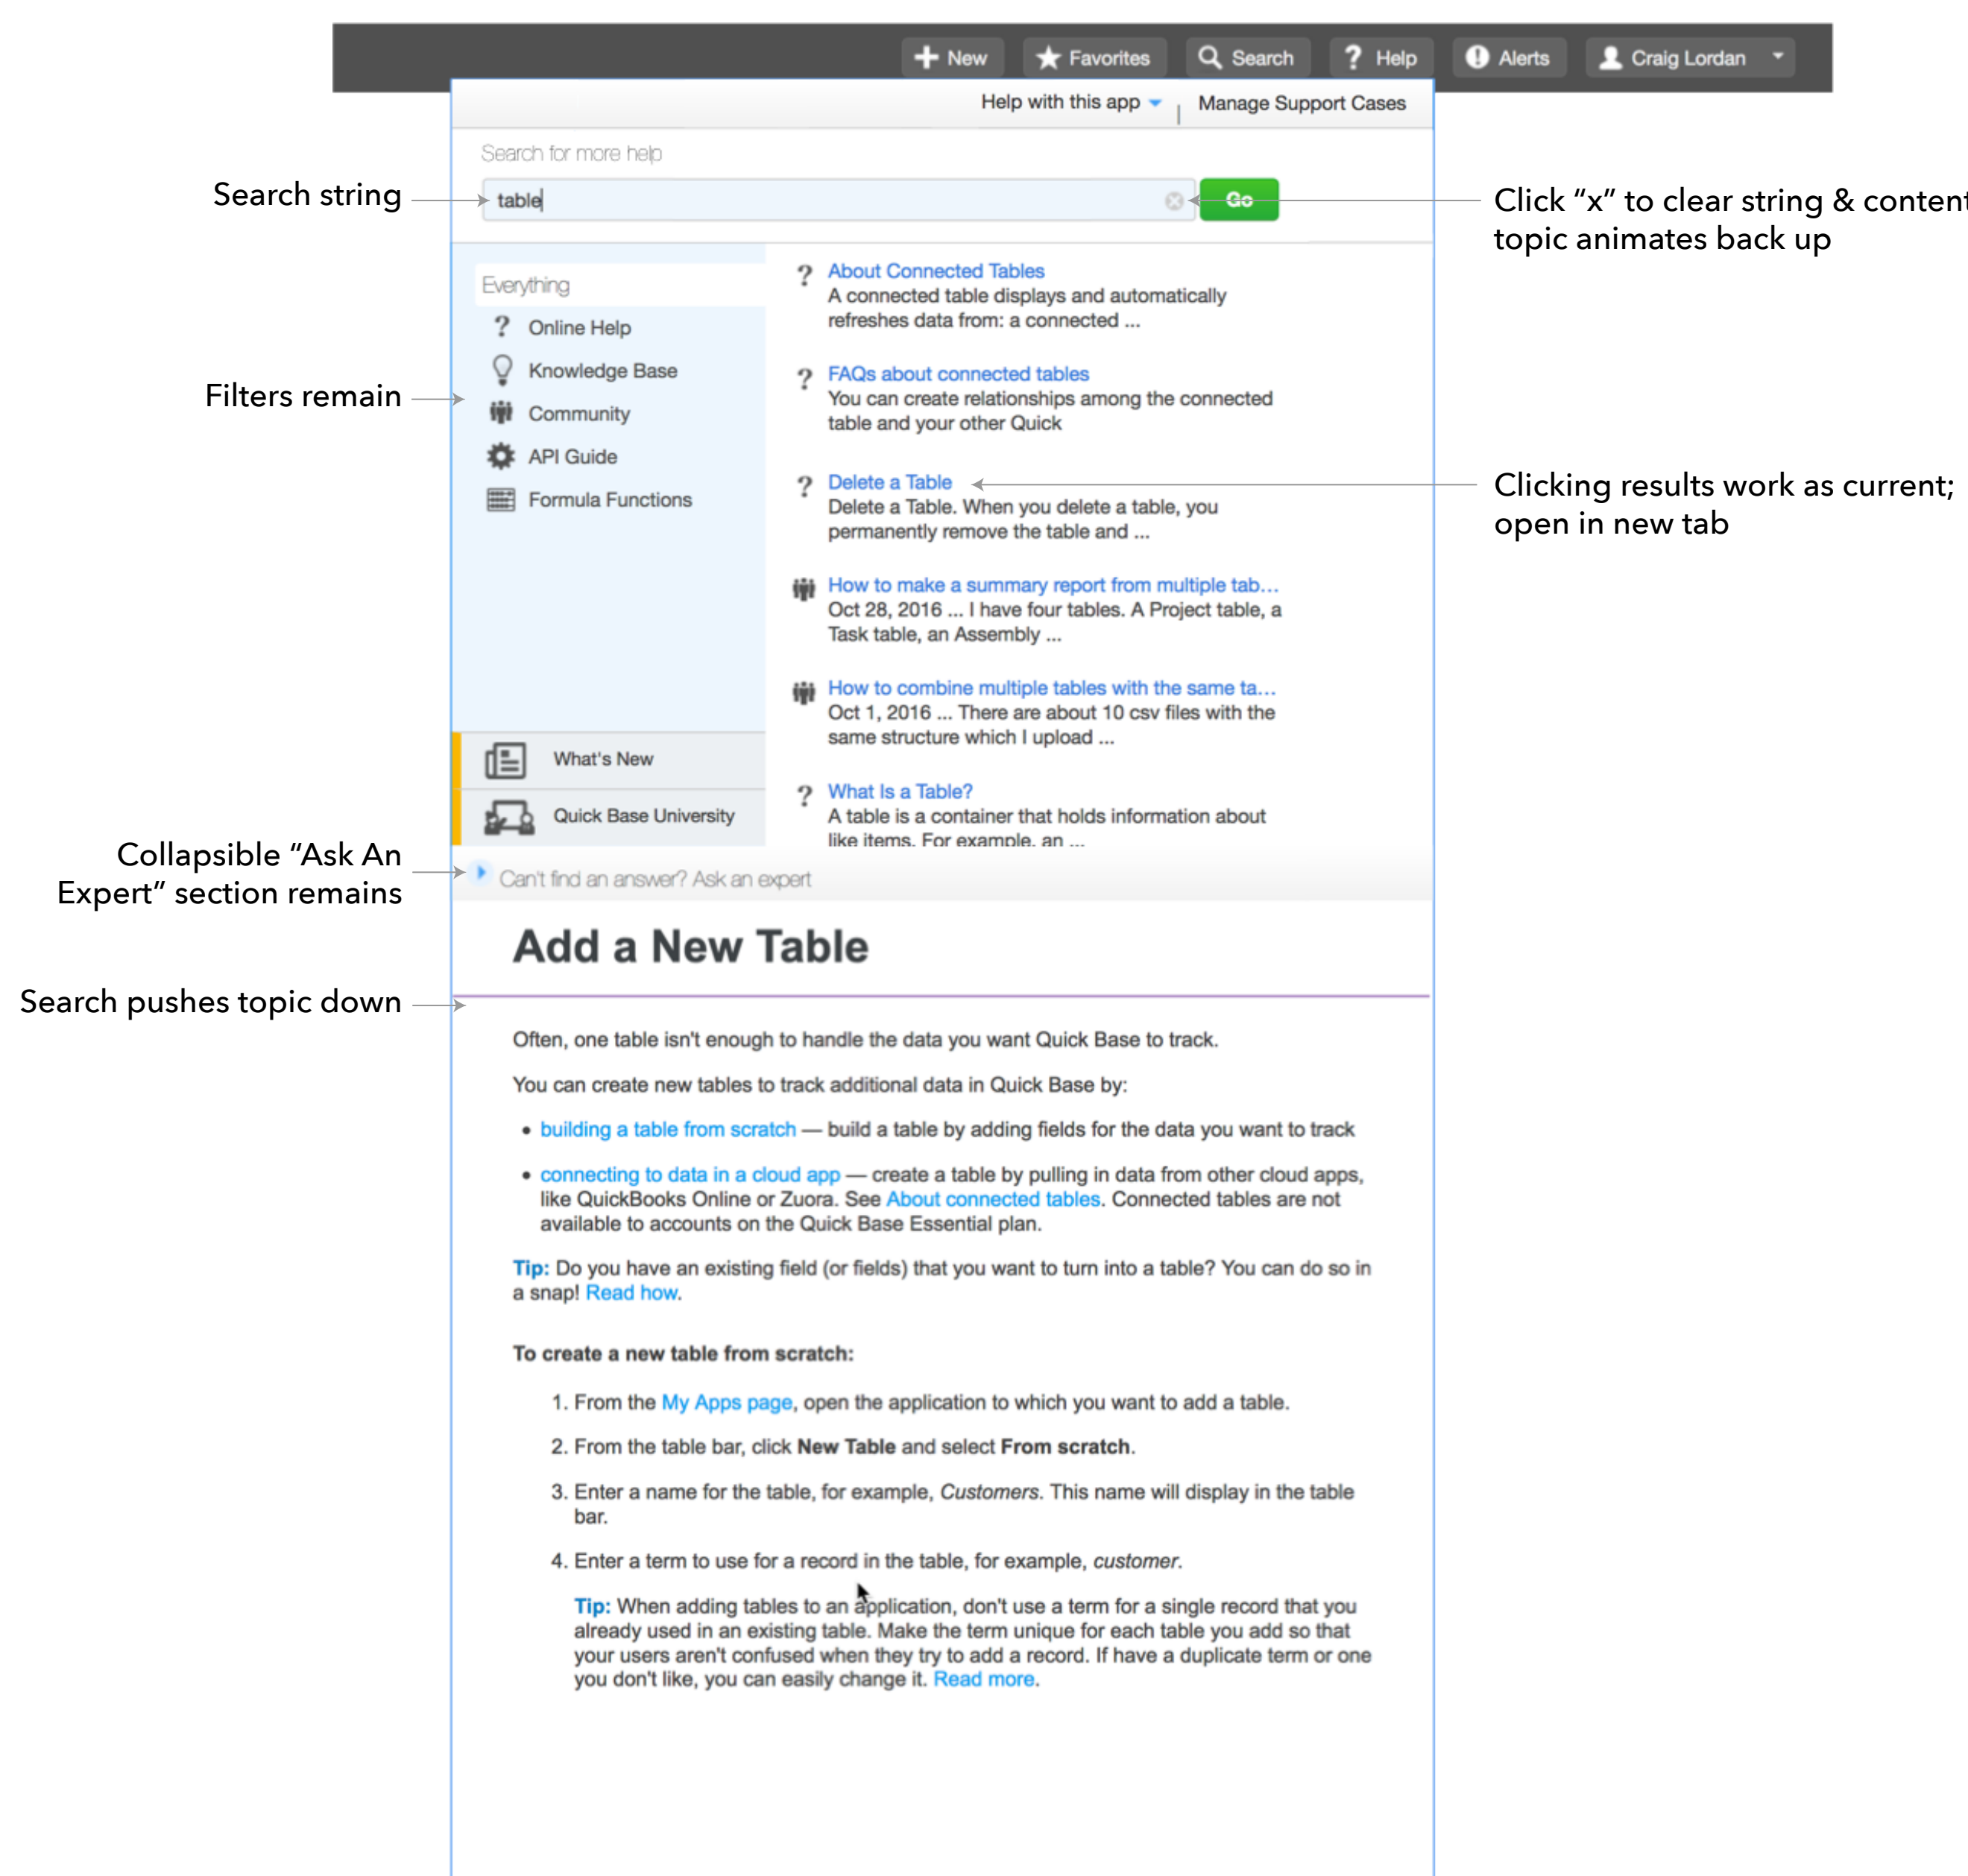 New Favorites Search Help Alerts Craig Lordan
Help with this app | Manage Support Cases
Search for more help
Search string
table
Go
Click “x” to clear string & content
topic animates back up
Everything
Online Help
Knowledge Base
Community
API Guide
Formula Functions
Filters remain
What's New
Quick Base University
About Connected Tables
A connected table displays and automatically
refreshes data from: a connected ...
FAQs about connected tables
You can create relationships among the connected
table and your other Quick
Delete a Table
Delete a Table. When you delete a table, you
permanently remove the table and ...
Clicking results work as current;
open in new tab
How to make a summary report from multiple tab...
Oct 28, 2016 ... I have four tables. A Project table, a
Task table, an Assembly ...
How to combine multiple tables with the same ta...
Oct 1, 2016 ... There are about 10 csv files with the
same structure which I upload ...
What Is a Table?
A table is a container that holds information about
like items. For example, an ...
Collapsible “Ask An
Expert” section remains
Can't find an answer? Ask an expert
Add a New Table
Search pushes topic down
Often, one table isn't enough to handle the data you want Quick Base to track.
You can create new tables to track additional data in Quick Base by:
• building a table from scratch — build a table by adding fields for the data you want to track
• connecting to data in a cloud app — create a table by pulling in data from other cloud apps,
like QuickBooks Online or Zuora. See About connected tables. Connected tables are not
available to accounts on the Quick Base Essential plan.
Tip: Do you have an existing field (or fields) that you want to turn into a table? You can do so in
a snap! Read how.
To create a new table from scratch:
1. From the My Apps page, open the application to which you want to add a table.
2. From the table bar, click New Table and select From scratch.
3. Enter a name for the table, for example, Customers. This name will display in the table
bar.
4. Enter a term to use for a record in the table, for example, customer.
Tip: When adding tables to an application, don't use a term for a single record that you
already used in an existing table. Make the term unique for each table you add so that
your users aren't confused when they try to add a record. If have a duplicate term or one
you don't like, you can easily change it. Read more.